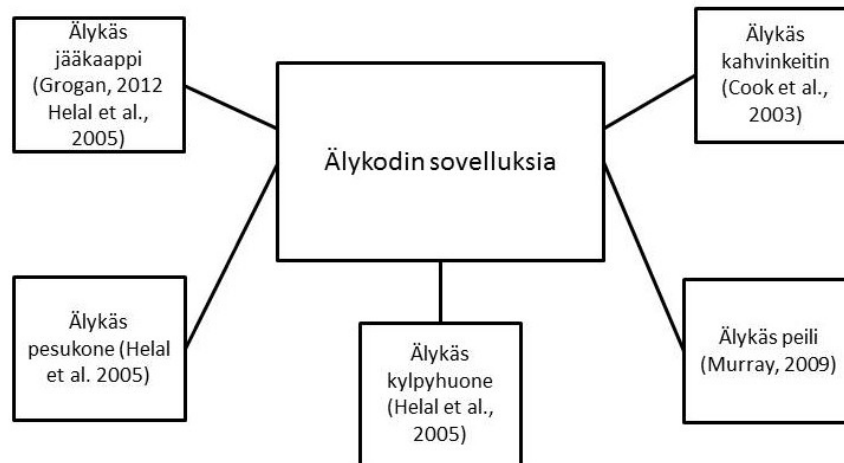 Älykäs
jääkaappi
(Grogan, 2012
Helal et al.,
2005)
Älykodin sovelluksia
Älykäs
kahvinkeitin
(Cook et al.,
2003)
Älykäs
pesukone (Helal
et al. 2005)
Älykäs
kylpyhuone
(Helal et al.,
2005)
Älykäs peili
(Murray, 2009)